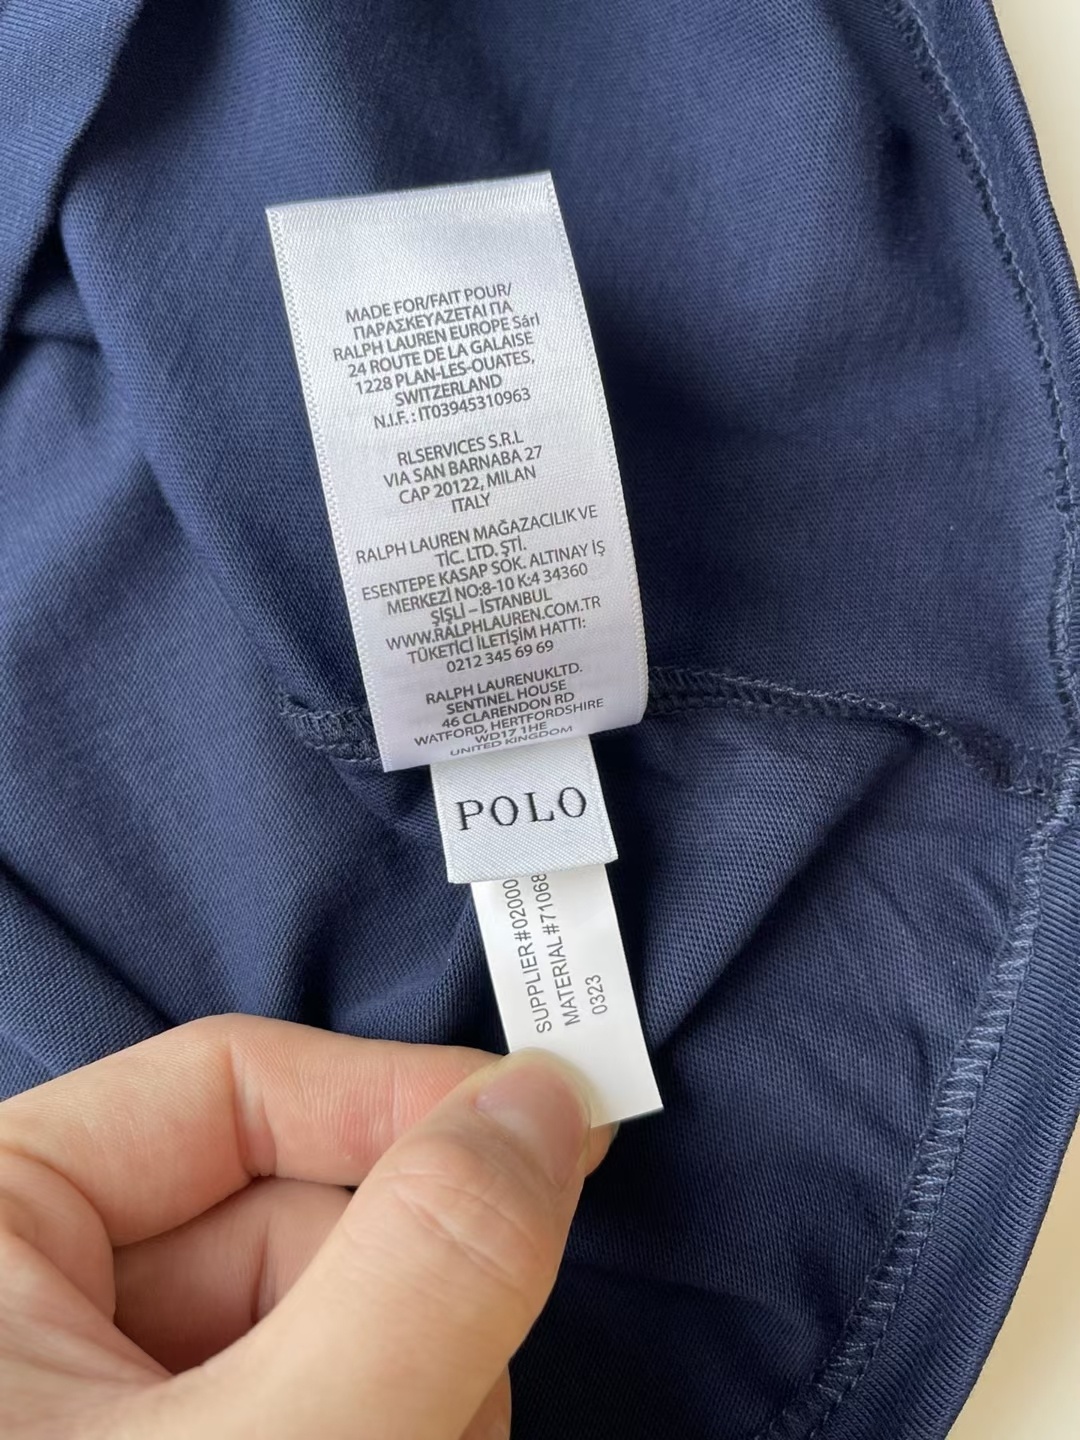 MADE FOR/FAIT POUR/
ΠΑΡΑΣΚΕΥΑΖΕΤΑΙ ΓΙΑ
RALPH LAUREN EUROPE Sárl
24 ROUTE DE LA GALAISE
1228 PLAN-LES-OUATES,
SWITZERLAND
N.I.F. : IT03945310963
RLSERVICES S.R.L
VIA SAN BARNABA 27
CAP 20122, MILAN
ITALY
RALPH LAUREN MAĞAZACILIK VE
TİC. LTD. ŞTİ.
ESENTEPE KASAP SOK. ALTINAY İŞ
MERKEZİ NO:8-10 K:4 34360
ŞİŞLİ – İSTANBUL
WWW.RALPHLAUREN.COM.TR
TÜKETİCİ İLETİŞİM HATTI:
0212 345 69 69
RALPH LAURENUKLTD.
SENTINEL HOUSE
46 CLARENDON RD
WATFORD, HERTFORDSHIRE
WD17 1HE
UNITED KINGDOM
POLO
SUPPLIER#02000
MATERIAL#71068
0323